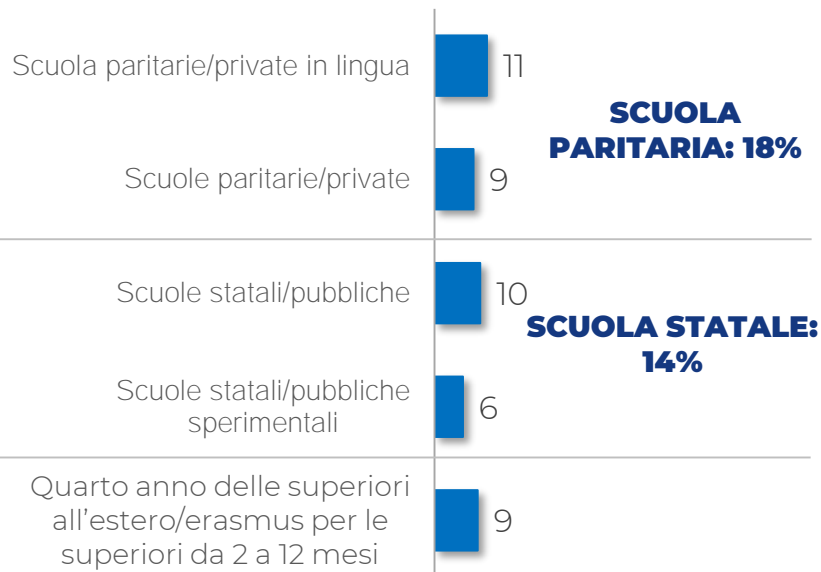 Scuola paritarie/private in lingua
11
SCUOLA
PARITARIA: 18%
Scuole paritarie/private
9
Scuole statali/pubbliche
10
SCUOLA STATALE:
14%
Scuole statali/pubbliche
sperimentali
6
Quarto anno delle superiori
all'estero/erasmus per le
superiori da 2 a 12 mesi
9